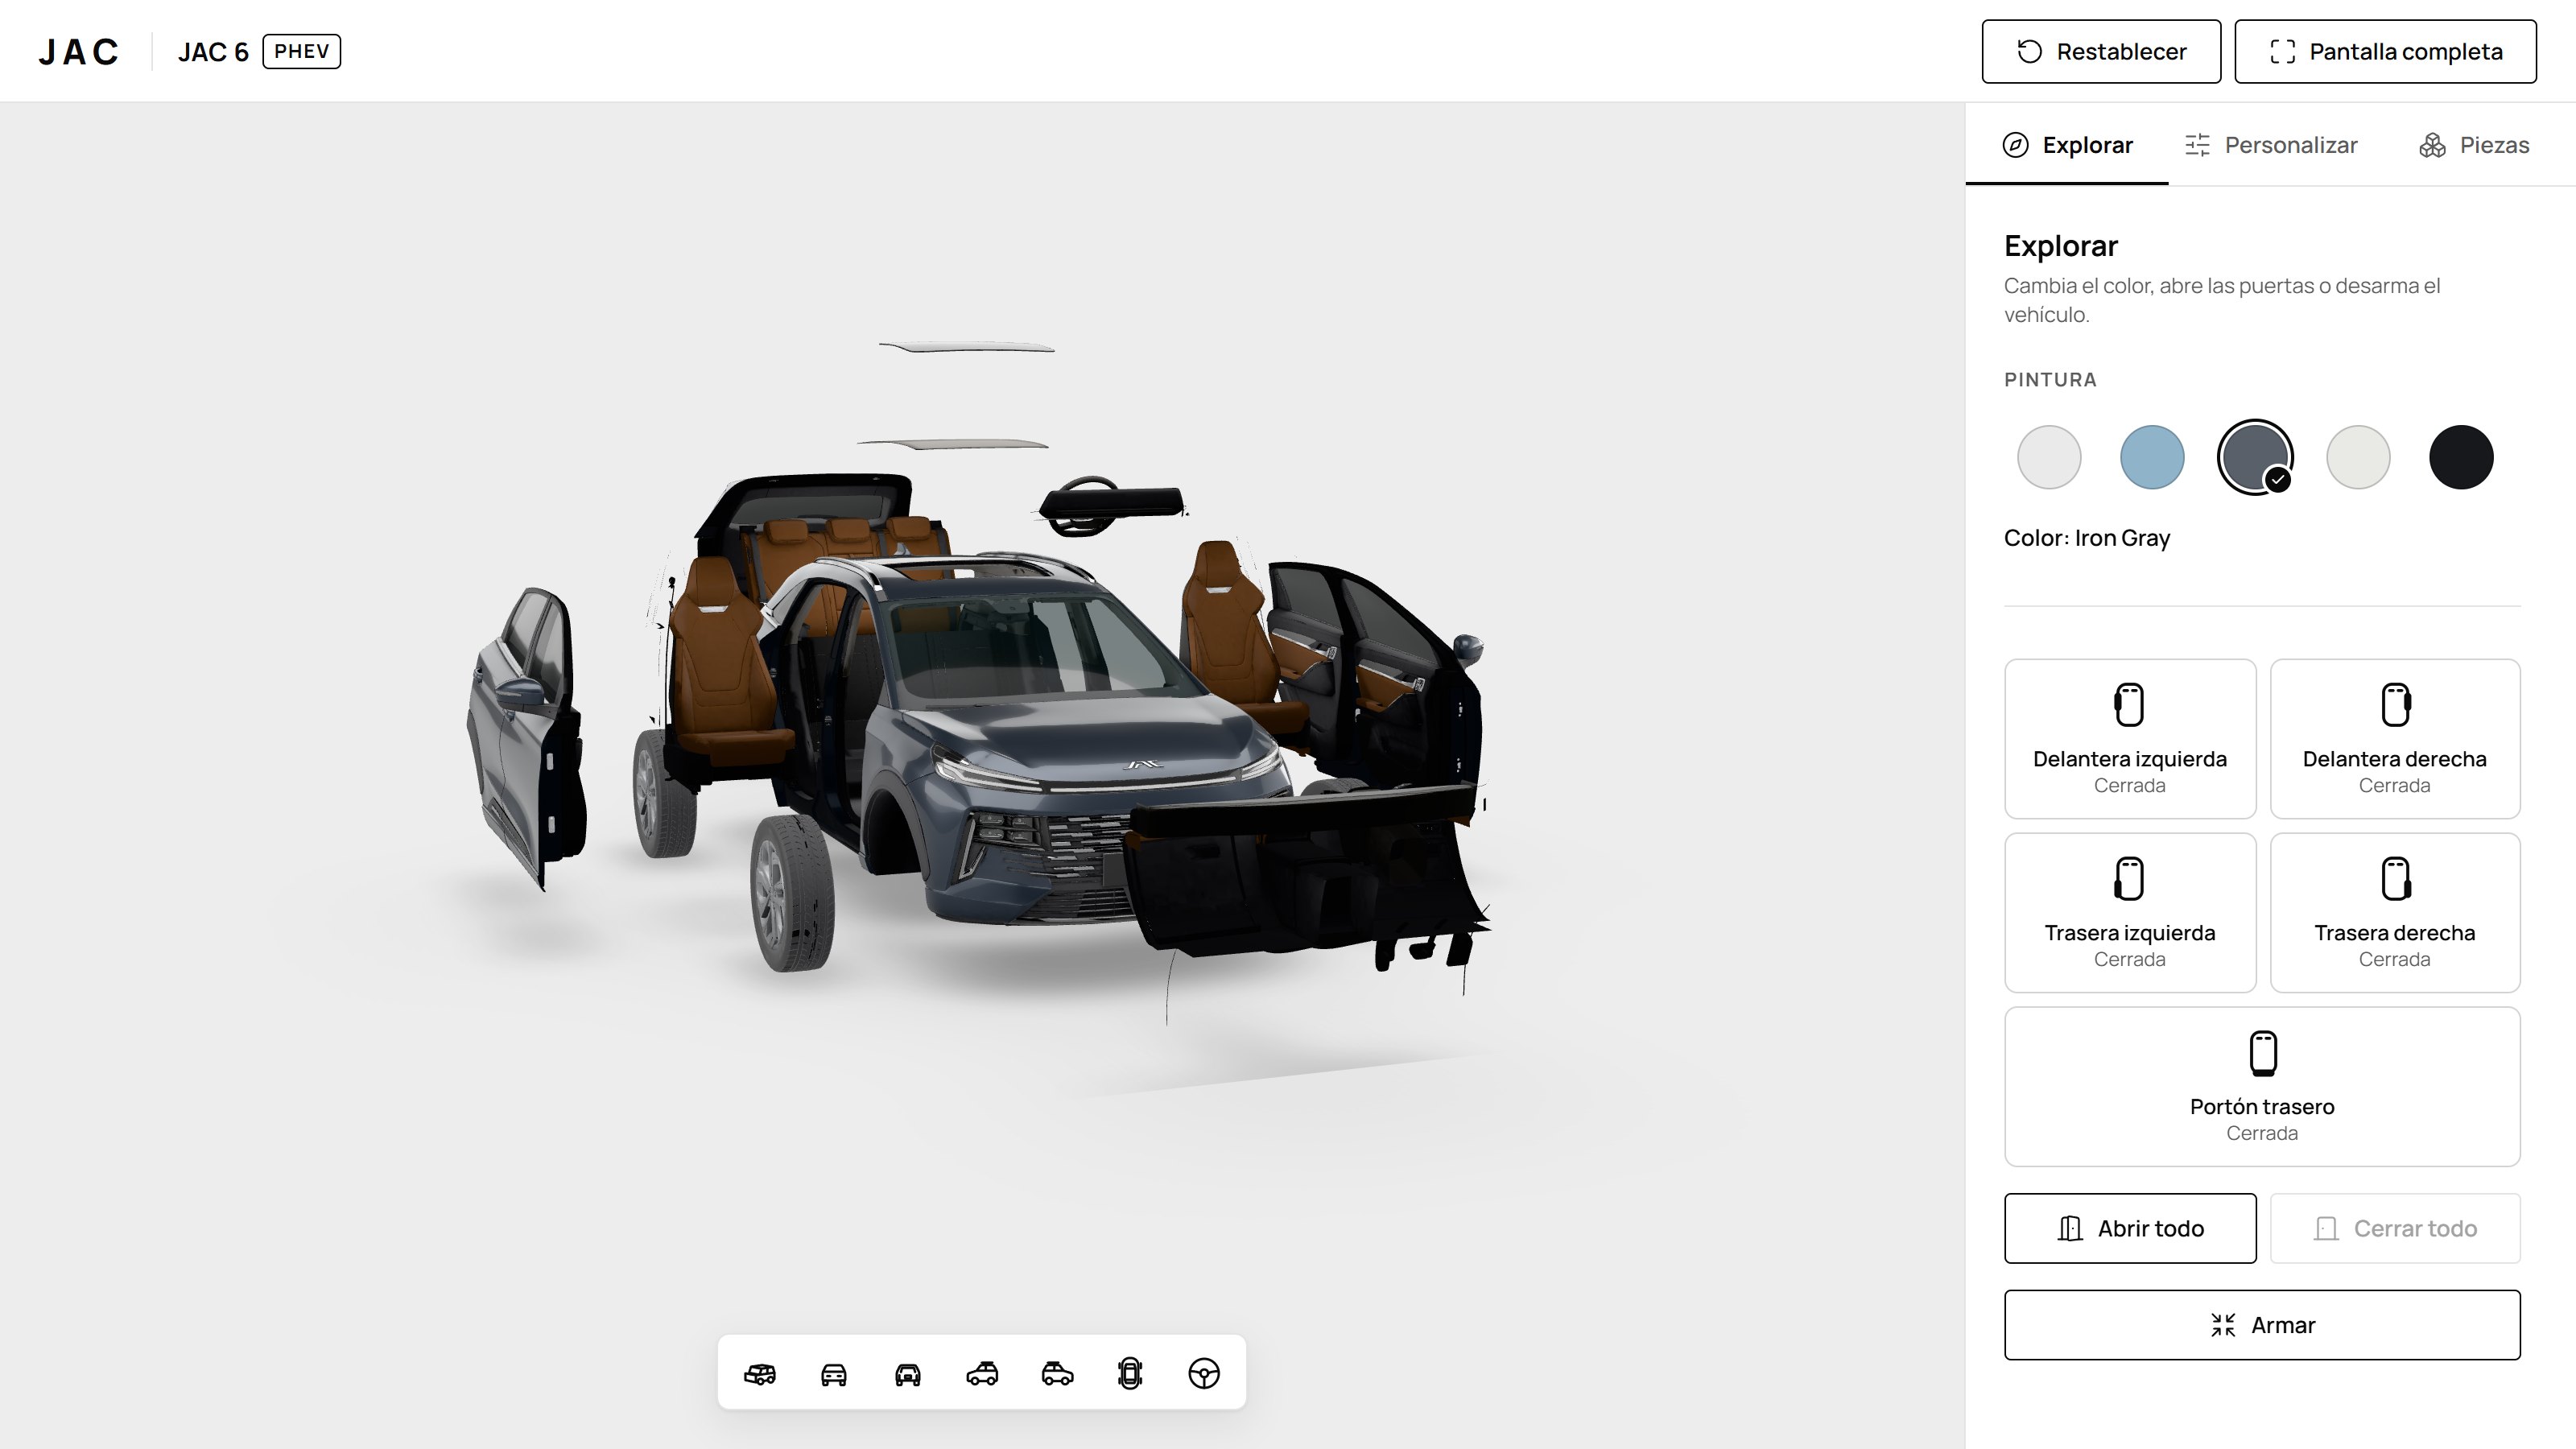 JAC
JAC 6 PHEV
Restablecer
Pantalla completa
Explorar
Personalizar
Piezas
Explorar
Cambia el color, abre las puertas o desarma el
vehículo.
PINTURA
Color: Iron Gray
Delantera izquierda
Cerrada
Delantera derecha
Cerrada
Trasera izquierda
Cerrada
Trasera derecha
Cerrada
Portón trasero
Cerrada
Abrir todo
Cerrar todo
Armar
JAC